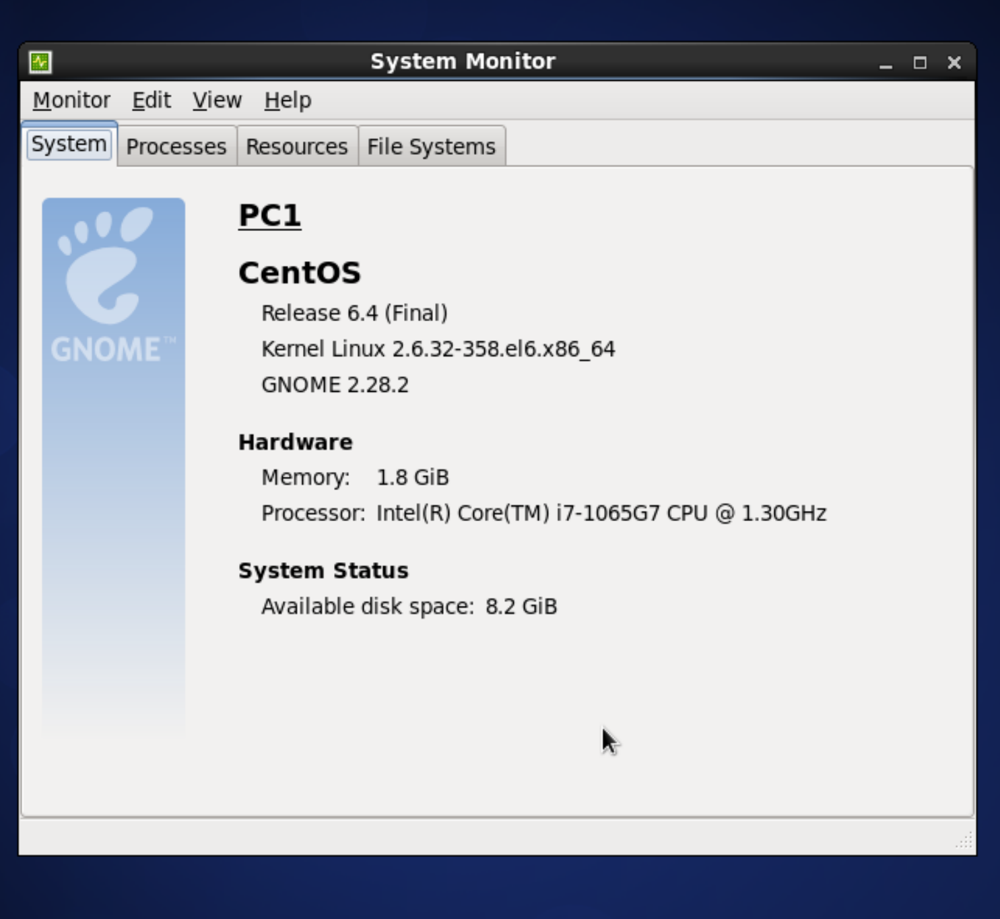 System Monitor
Monitor Edit View Help
System Processes Resources File Systems
GNOME™
PC1
CentOS
Release 6.4 (Final)
Kernel Linux 2.6.32-358.el6.x86_64
GNOME 2.28.2
Hardware
Memory: 1.8 GiB
Processor: Intel(R) Core(TM) i7-1065G7 CPU @ 1.30GHz
System Status
Available disk space: 8.2 GiB